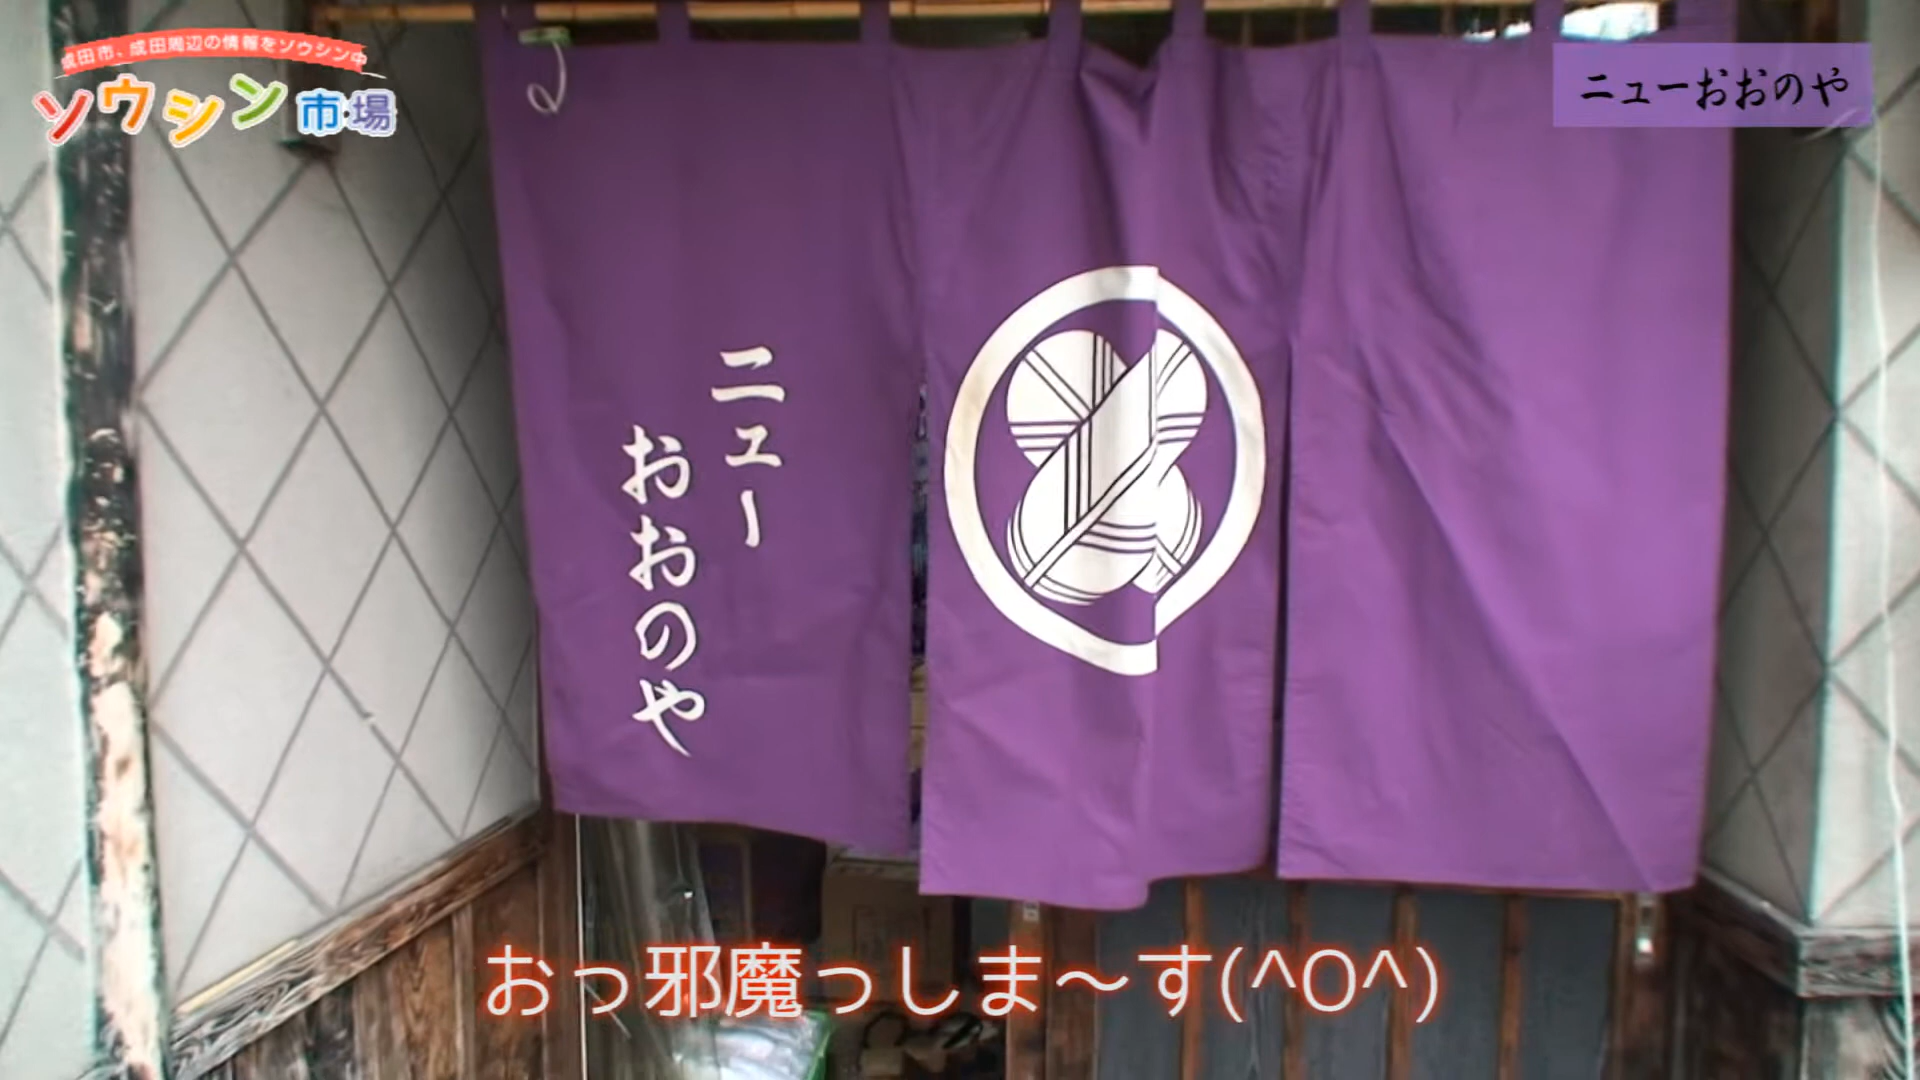 成田市、成田周辺の情報をソウシン中
ソウシン市場
ニューおおのや
ニュー
おおのや
おっ邪魔っしま～す(^O^)